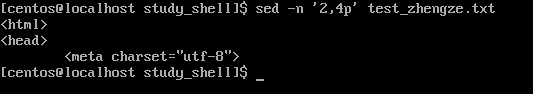 [centos@localhost study_shell]$ sed -n '2,4p' test_zhengze.txt
<html>
<head>
        <meta charset="utf-8">
[centos@localhost study_shell]$ _